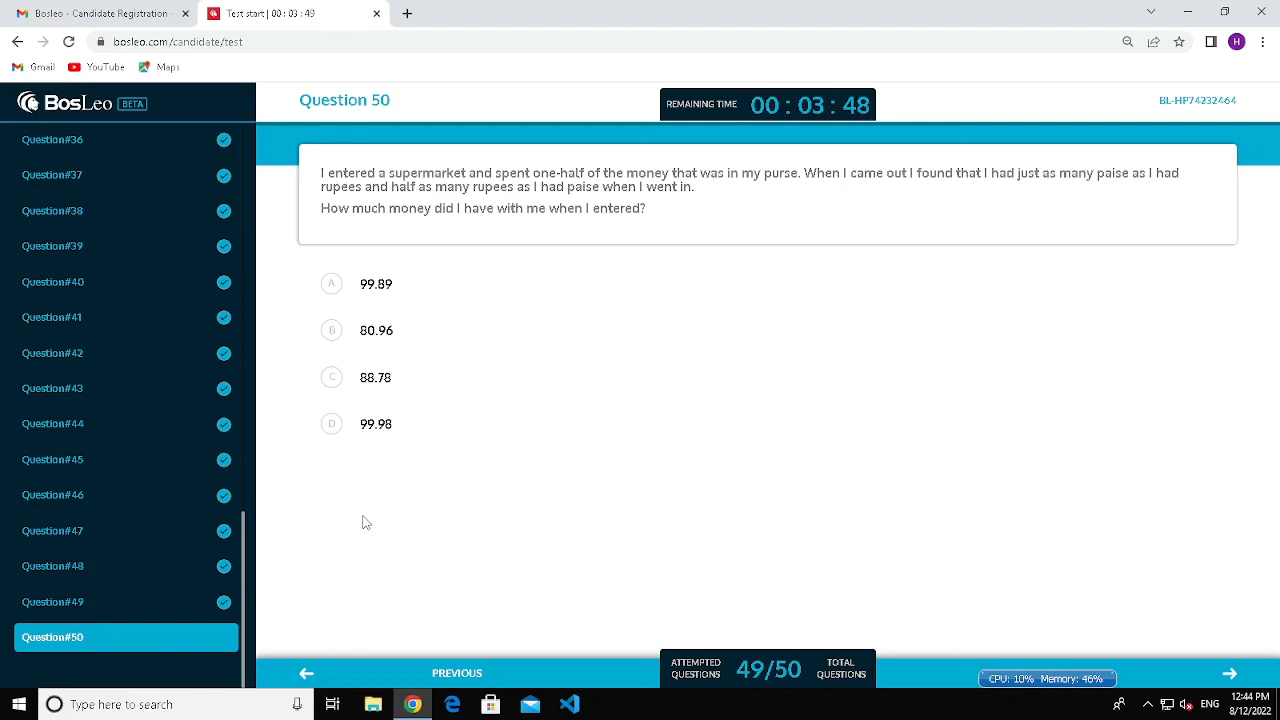 Bosleo - Candidate Registration -
Test start | 00 : 03 : 49
bosleo.com/candidate/test
H
Gmail
YouTube
Maps
BOSLEO BETA
Question 50
REMAINING TIME 00 : 03 : 48
BL-HP74232464
Question#36
Question#37
Question#38
Question#39
Question#40
Question#41
Question#42
Question#43
Question#44
Question#45
Question#46
Question#47
Question#48
Question#49
Question#50
I entered a supermarket and spent one-half of the money that was in my purse. When I came out I found that I had just as many paise as I had
rupees and half as many rupees as I had paise when I went in.
How much money did I have with me when I entered?
A 99.89
B 80.96
C 88.78
D 99.98
PREVIOUS
ATTEMPTED
QUESTIONS
49/50
TOTAL
QUESTIONS
CPU: 10% Memory: 46%
Type here to search
ENG
12:44 PM
8/12/2022